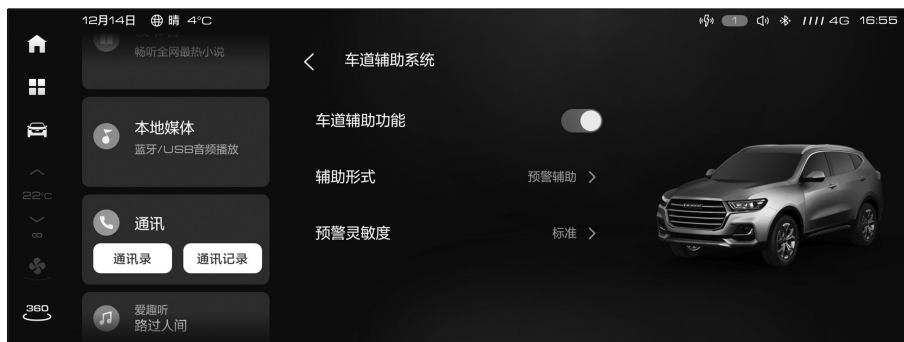 12月14日 晴 4°C
1 4G 16:55
畅听全网最热小说
车道辅助系统
本地媒体
蓝牙/USB音频播放
车道辅助功能
辅助形式 预警辅助
22°C
通讯
通讯录 通讯记录
预警灵敏度 标准
360
爱趣听
路过人间